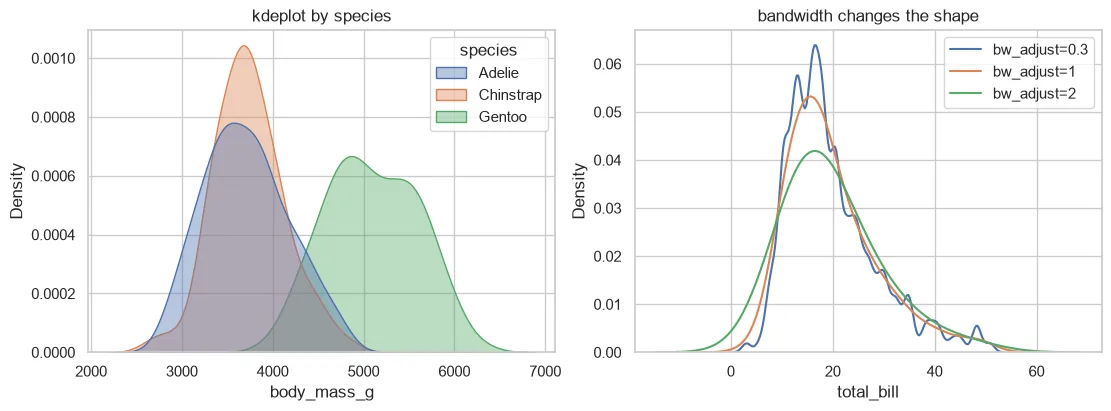 kdeplot by species
species
Adelie
Chinstrap
Gentoo
0.0010
0.0008
0.0006
0.0004
0.0002
0.0000
Density
2000 3000 4000 5000 6000 7000
body_mass_g
bandwidth changes the shape
bw_adjust=0.3
bw_adjust=1
bw_adjust=2
0.06
0.05
0.04
0.03
0.02
0.01
0.00
Density
0 20 40 60
total_bill